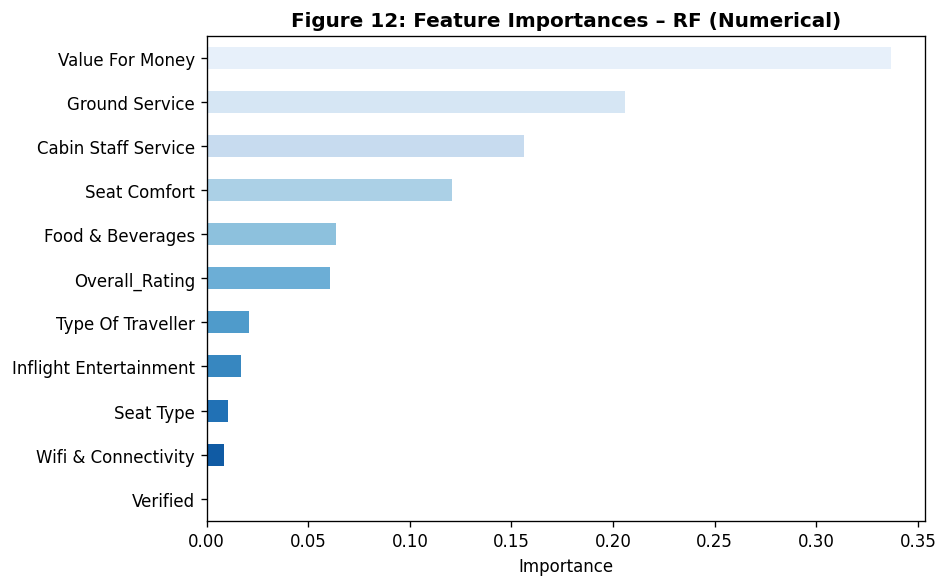 Figure 12: Feature Importances – RF (Numerical)
Value For Money
Ground Service
Cabin Staff Service
Seat Comfort
Food & Beverages
Overall_Rating
Type Of Traveller
Inflight Entertainment
Seat Type
Wifi & Connectivity
Verified
0.00 0.05 0.10 0.15 0.20 0.25 0.30 0.35
Importance